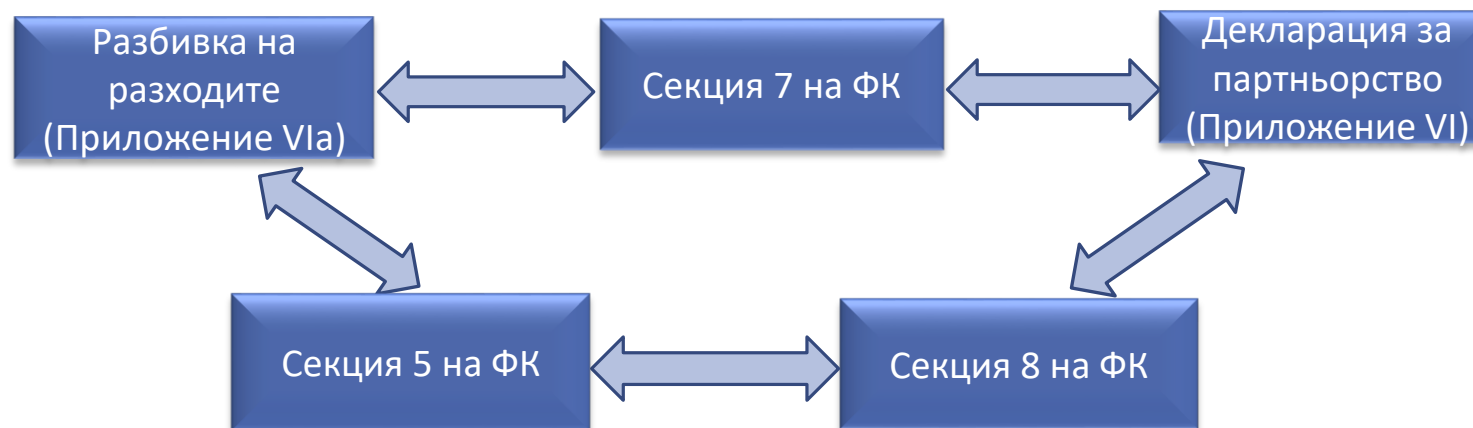 Разбивка на
разходите
(Приложение VIа)
Секция 7 на ФК
Декларация за
партньорство
(Приложение VI)
Секция 5 на ФК
Секция 8 на ФК